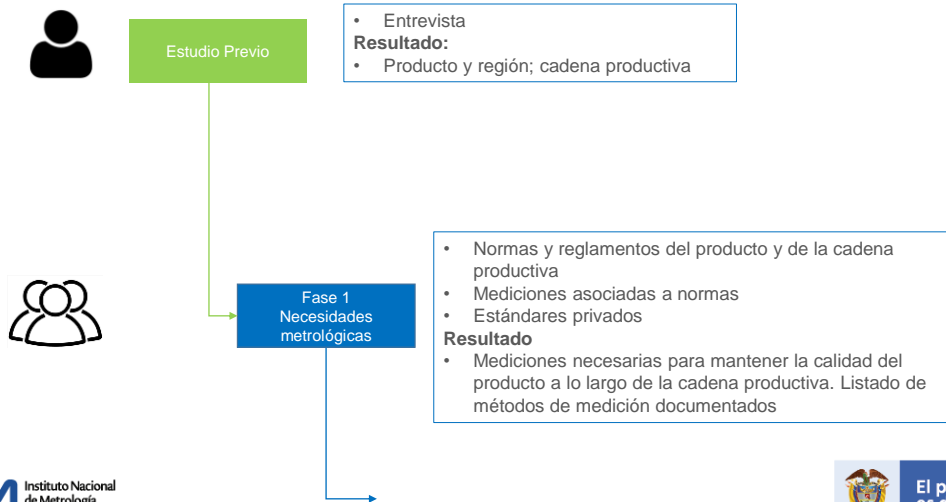 Estudio Previo
• Entrevista
Resultado:
• Producto y región; cadena productiva
Fase 1
Necesidades
metrológicas
• Normas y reglamentos del producto y de la cadena
productiva
• Mediciones asociadas a normas
• Estándares privados
Resultado
• Mediciones necesarias para mantener la calidad del
producto a lo largo de la cadena productiva. Listado de
métodos de medición documentados
Instituto Nacional
de Metrología
El p